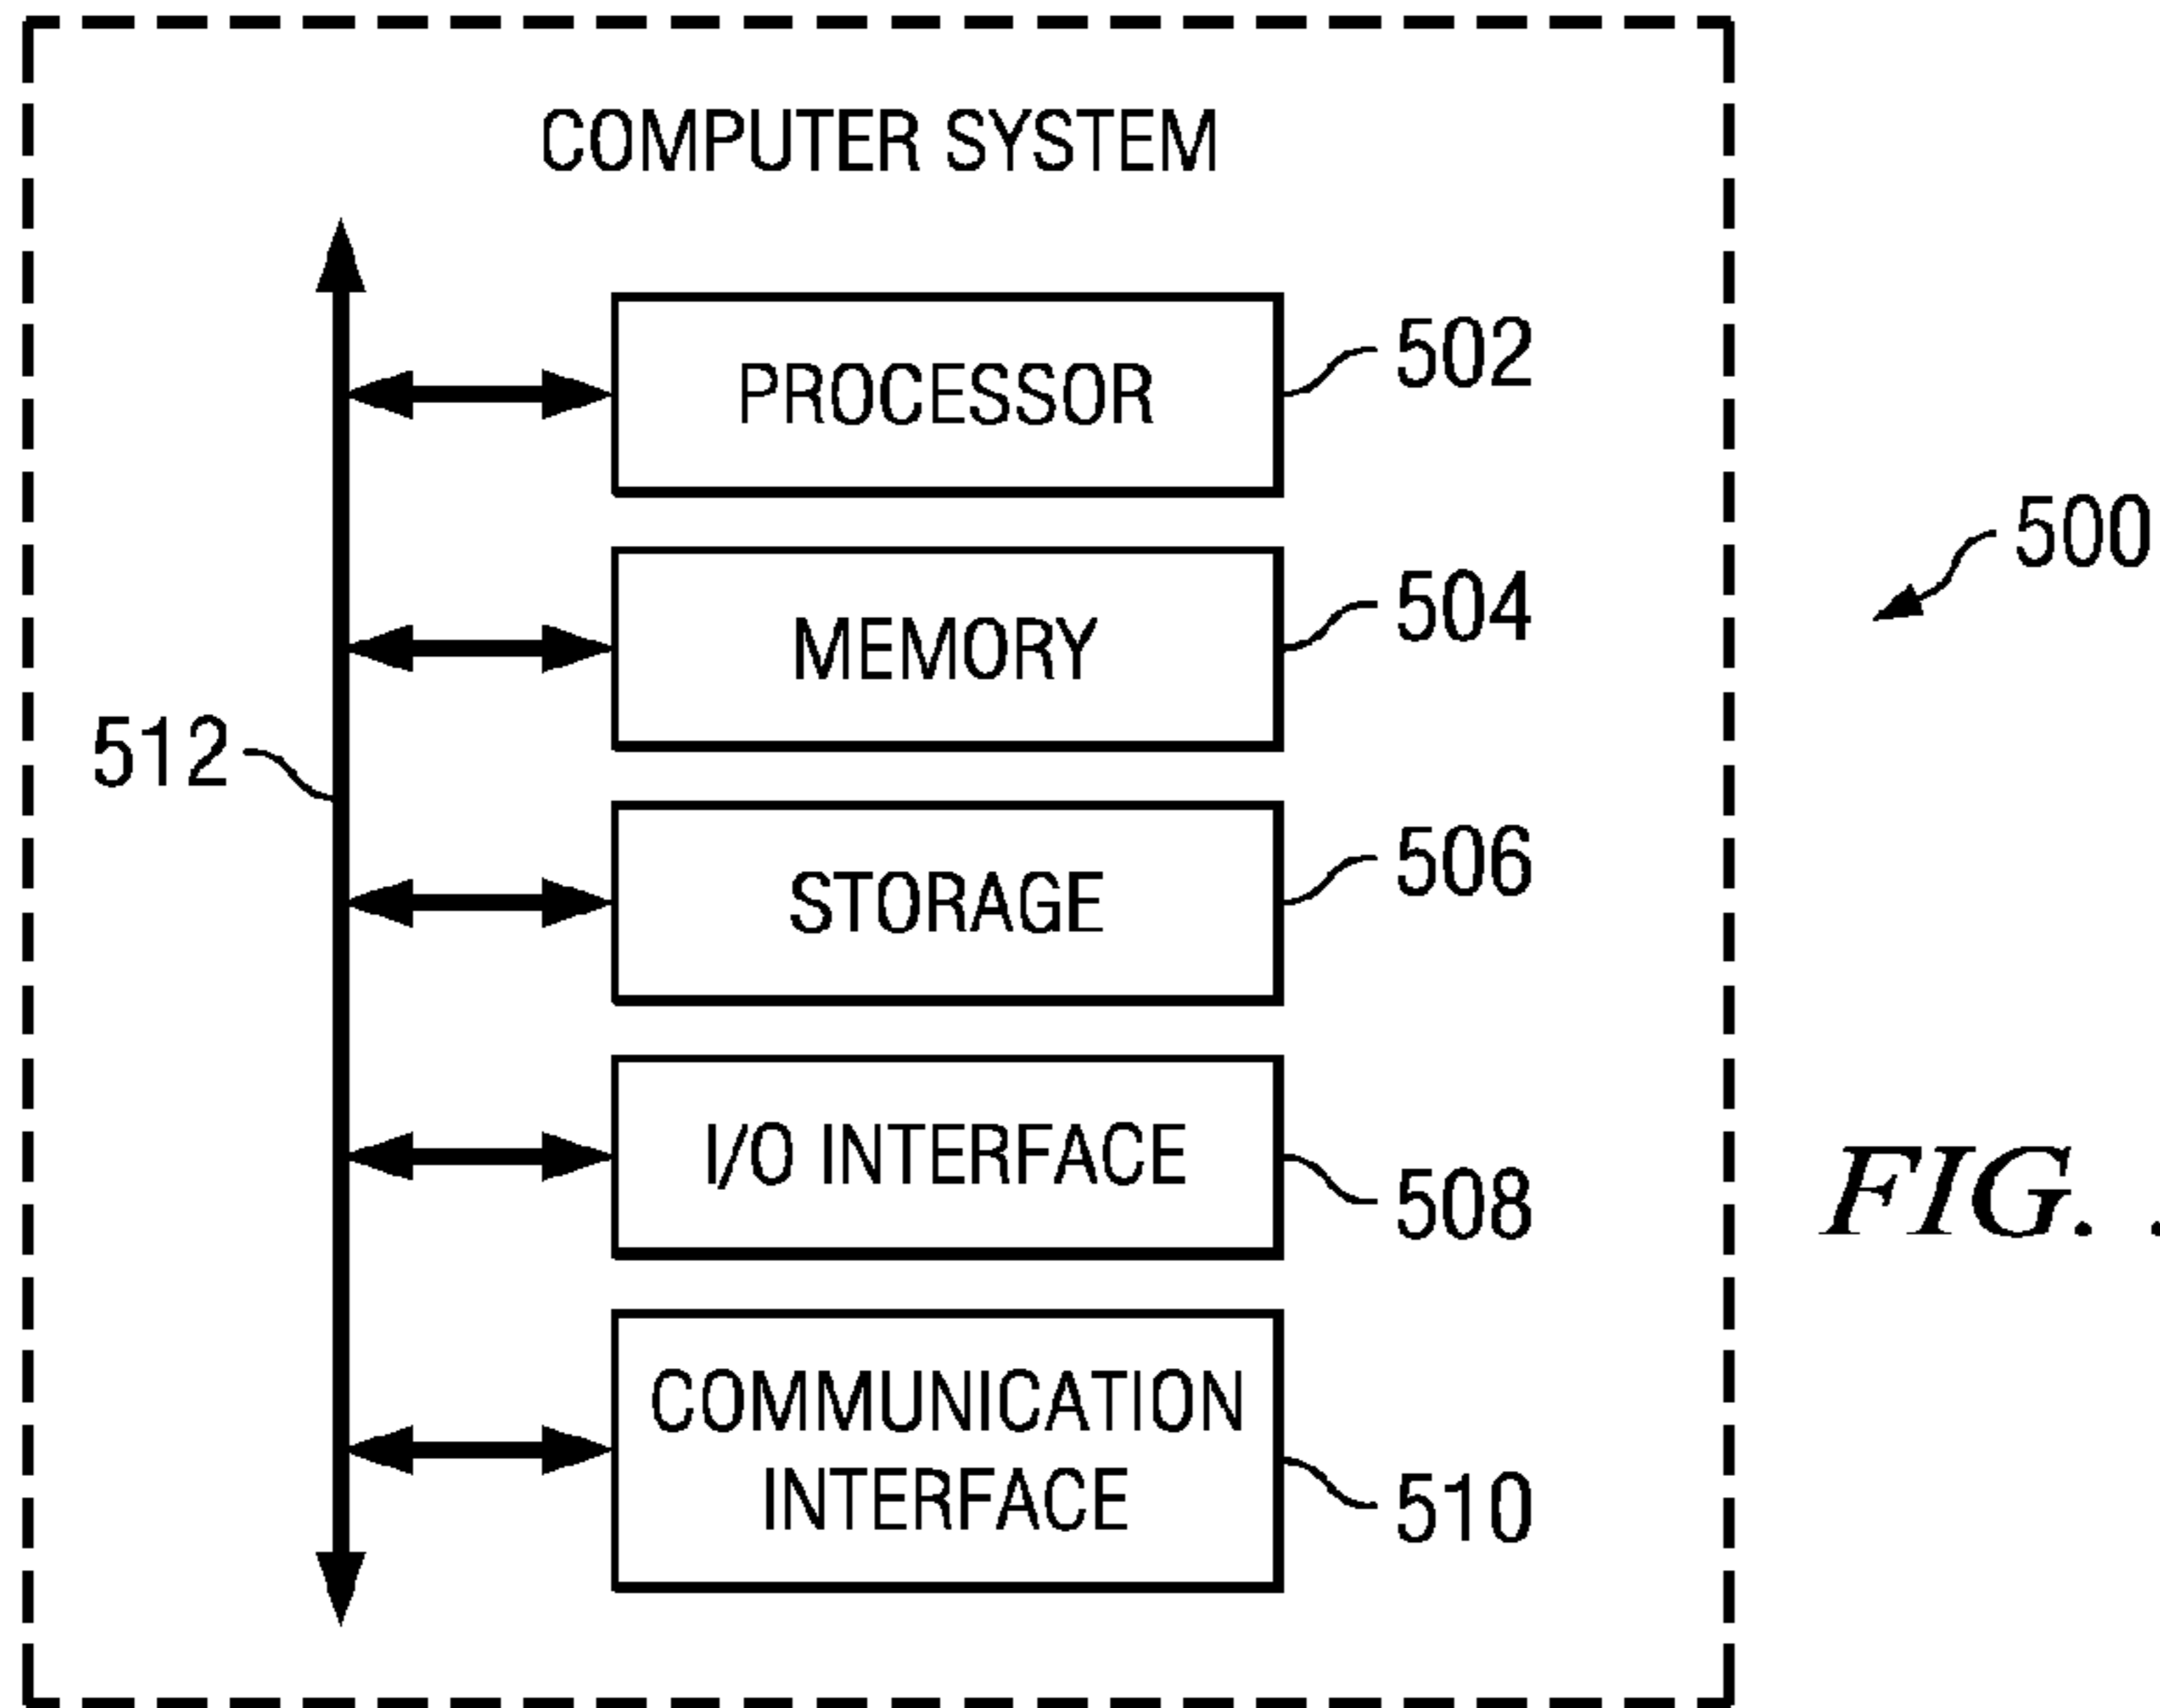 COMPUTER SYSTEM
PROCESSOR
502
500
MEMORY
504
512
STORAGE
506
I/O INTERFACE
508
FIG.
COMMUNICATION
INTERFACE
510